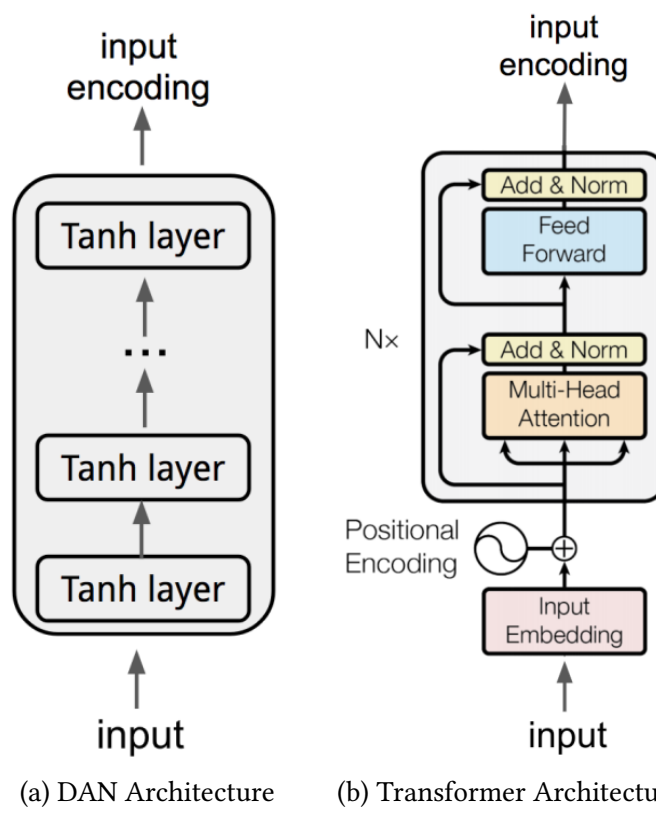 input
encoding
Tanh layer
...
Tanh layer
Tanh layer
input
(a) DAN Architecture
input
encoding
Add & Norm
Feed
Forward
N×
Add & Norm
Multi-Head
Attention
Positional
Encoding
Input
Embedding
input
(b) Transformer Architectu